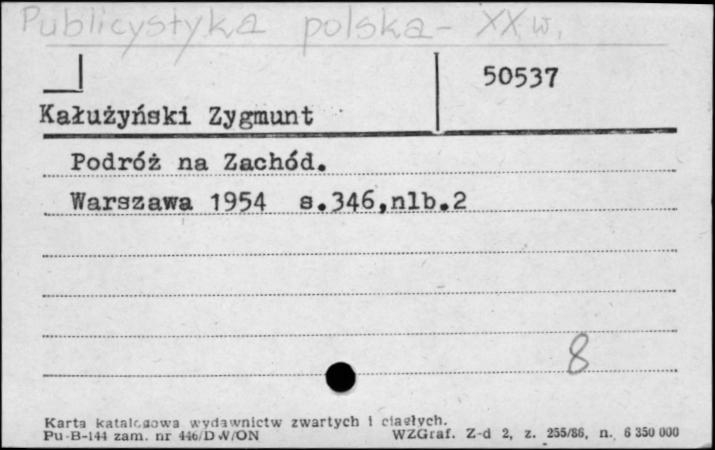 Publicystyka polska - XX w.
50537
Kałużyński Zygmunt
Podróż na Zachód.
Warszawa 1954 s.346,nlb.2
8
Karta katalogowa wydawnictw zwartych i ciągłych.
Pu-B-144 zam. nr 446/DW/ON
WZGraf. Z-d 2, z. 255/86, n. 6 350 000